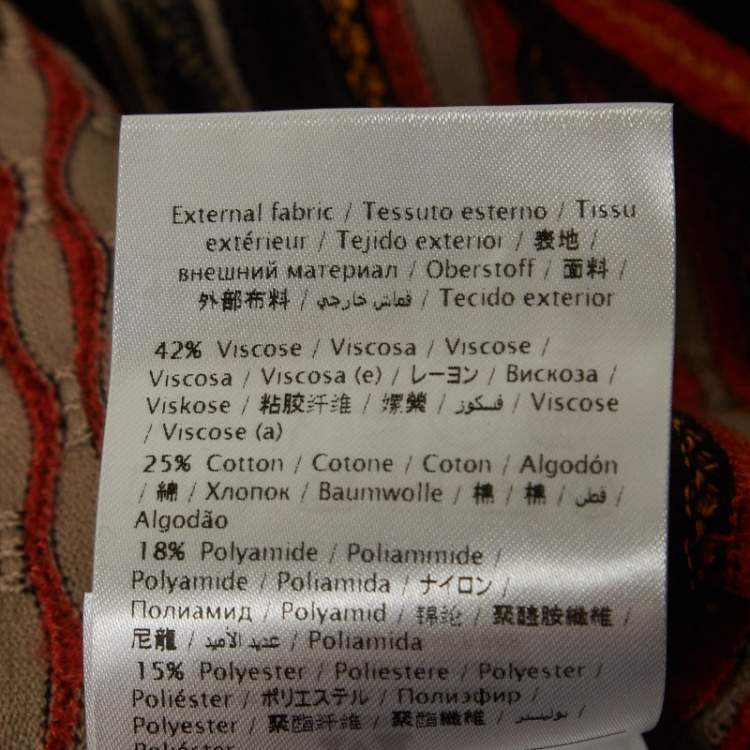 External fabric / Tessuto esterno / Tissu
extérieur / Tejido exterior / 表地 /
внешний материал / Oberstoff / 面料 /
外部布料 / قماش خارجي / Tecido exterior
42% Viscose / Viscosa / Viscose /
Viscosa / Viscosa (e) / レーヨン / Вискоза /
Viskose / 粘胶纤维 / 嫘縈 / فسكوز / Viscose
/ Viscose (a)
25% Cotton / Cotone / Coton / Algodón
/ 綿 / Хлопок / Baumwolle / / / قطن /
Algodão
18% Polyamide / Poliammide /
Polyamide / Poliamida / ナイロン /
Полиамид / Polyamid / 锦纶 / 聚醯胺纖維 /
尼龍 / عديد الأميد / Poliamida
15% Polyester / Poliestere / Polyester /
Poliéster / ポリエステル / Полиэфир /
Polyester / 聚酯纤维 / 聚酯纖維 / بوليستر /
Poliéster